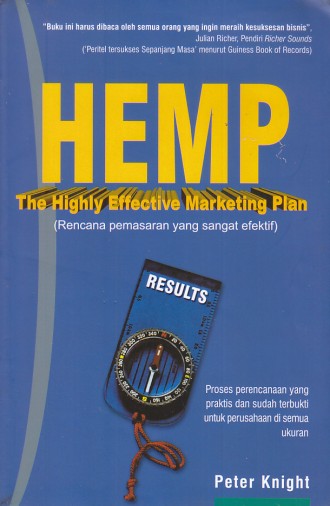 "Buku ini harus dibaca oleh semua orang yang ingin meraih kesuksesan bisnis",
Julian Richer, Pendiri Richer Sounds
('Peritel tersukses Sepanjang Masa' menurut Guiness Book of Records)
HEMP
The Highly Effective Marketing Plan
(Rencana pemasaran yang sangat efektif)
RESULTS
Proses perencanaan yang
praktis dan sudah terbukti
untuk perusahaan di semua
ukuran
Peter Knight